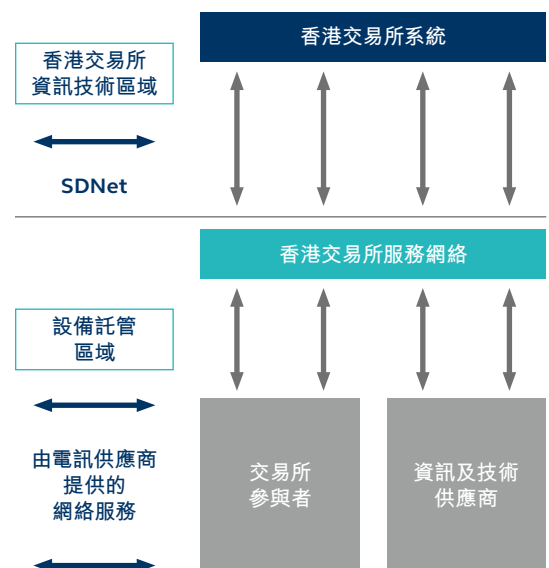 香港交易所系統
香港交易所
資訊技術區域
SDNet
香港交易所服務網絡
設備託管
區域
由電訊供應商
提供的
網絡服務
交易所
參與者
資訊及技術
供應商